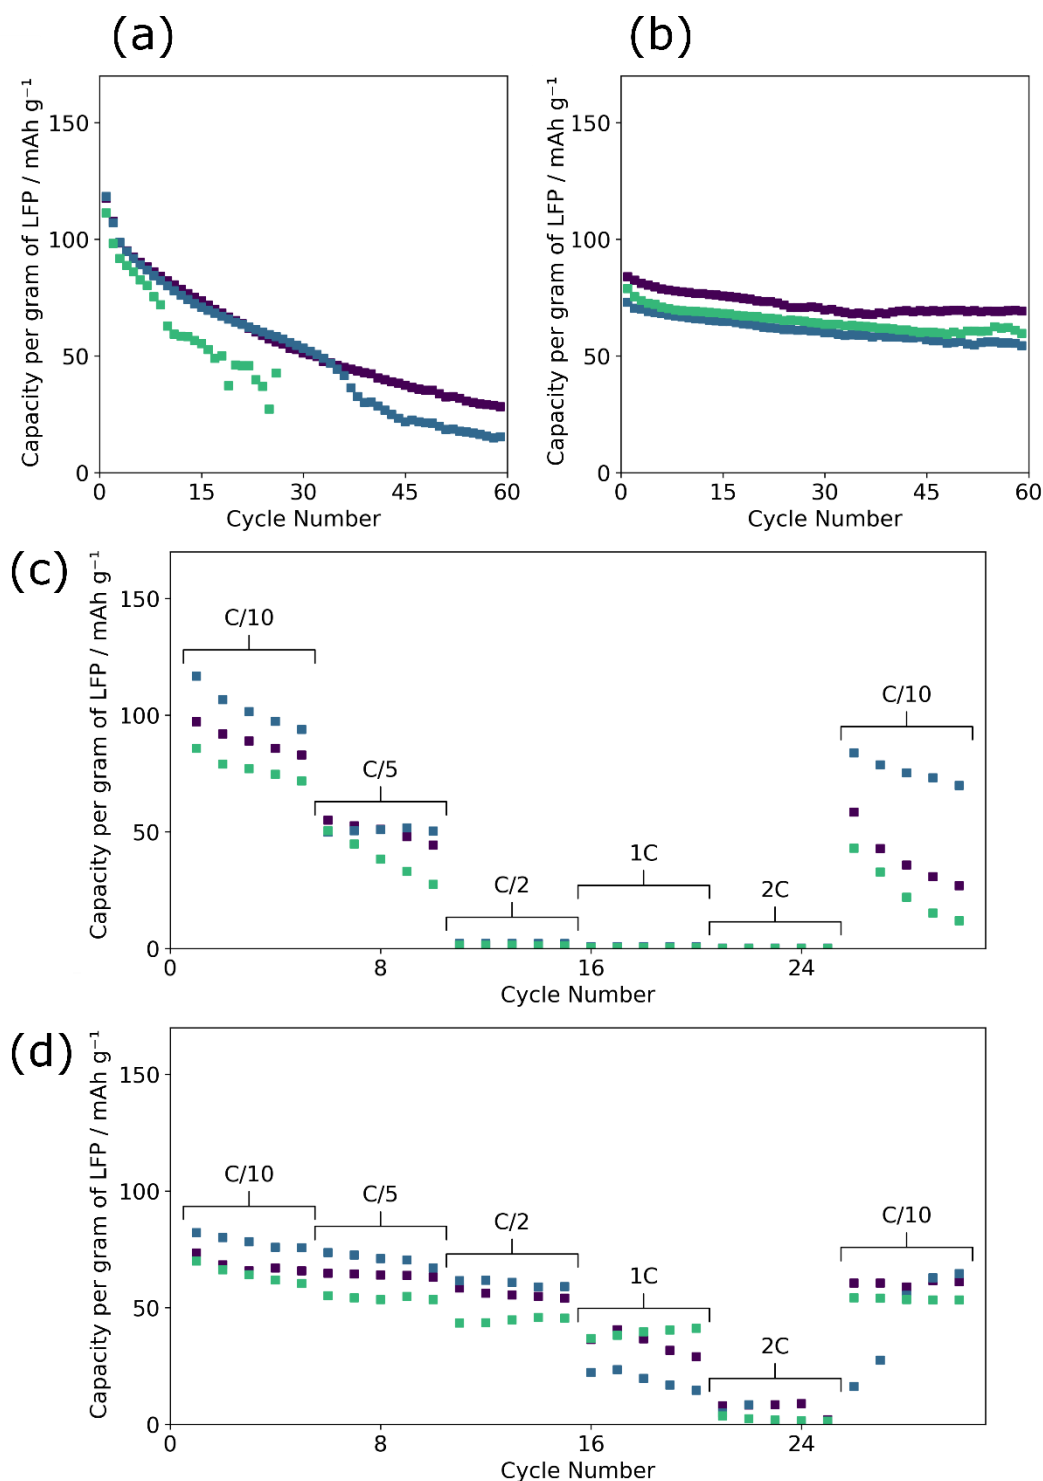 (a)
Capacity per gram of LFP / mAh g⁻¹
150
100
50
0
0 15 30 45 60
Cycle Number
(b)
Capacity per gram of LFP / mAh g⁻¹
150
100
50
0
0 15 30 45 60
Cycle Number
(c)
Capacity per gram of LFP / mAh g⁻¹
150
100
50
0
C/10
C/5
C/2
1C
2C
C/10
0 8 16 24
Cycle Number
(d)
Capacity per gram of LFP / mAh g⁻¹
150
100
50
0
C/10
C/5
C/2
1C
2C
C/10
0 8 16 24
Cycle Number